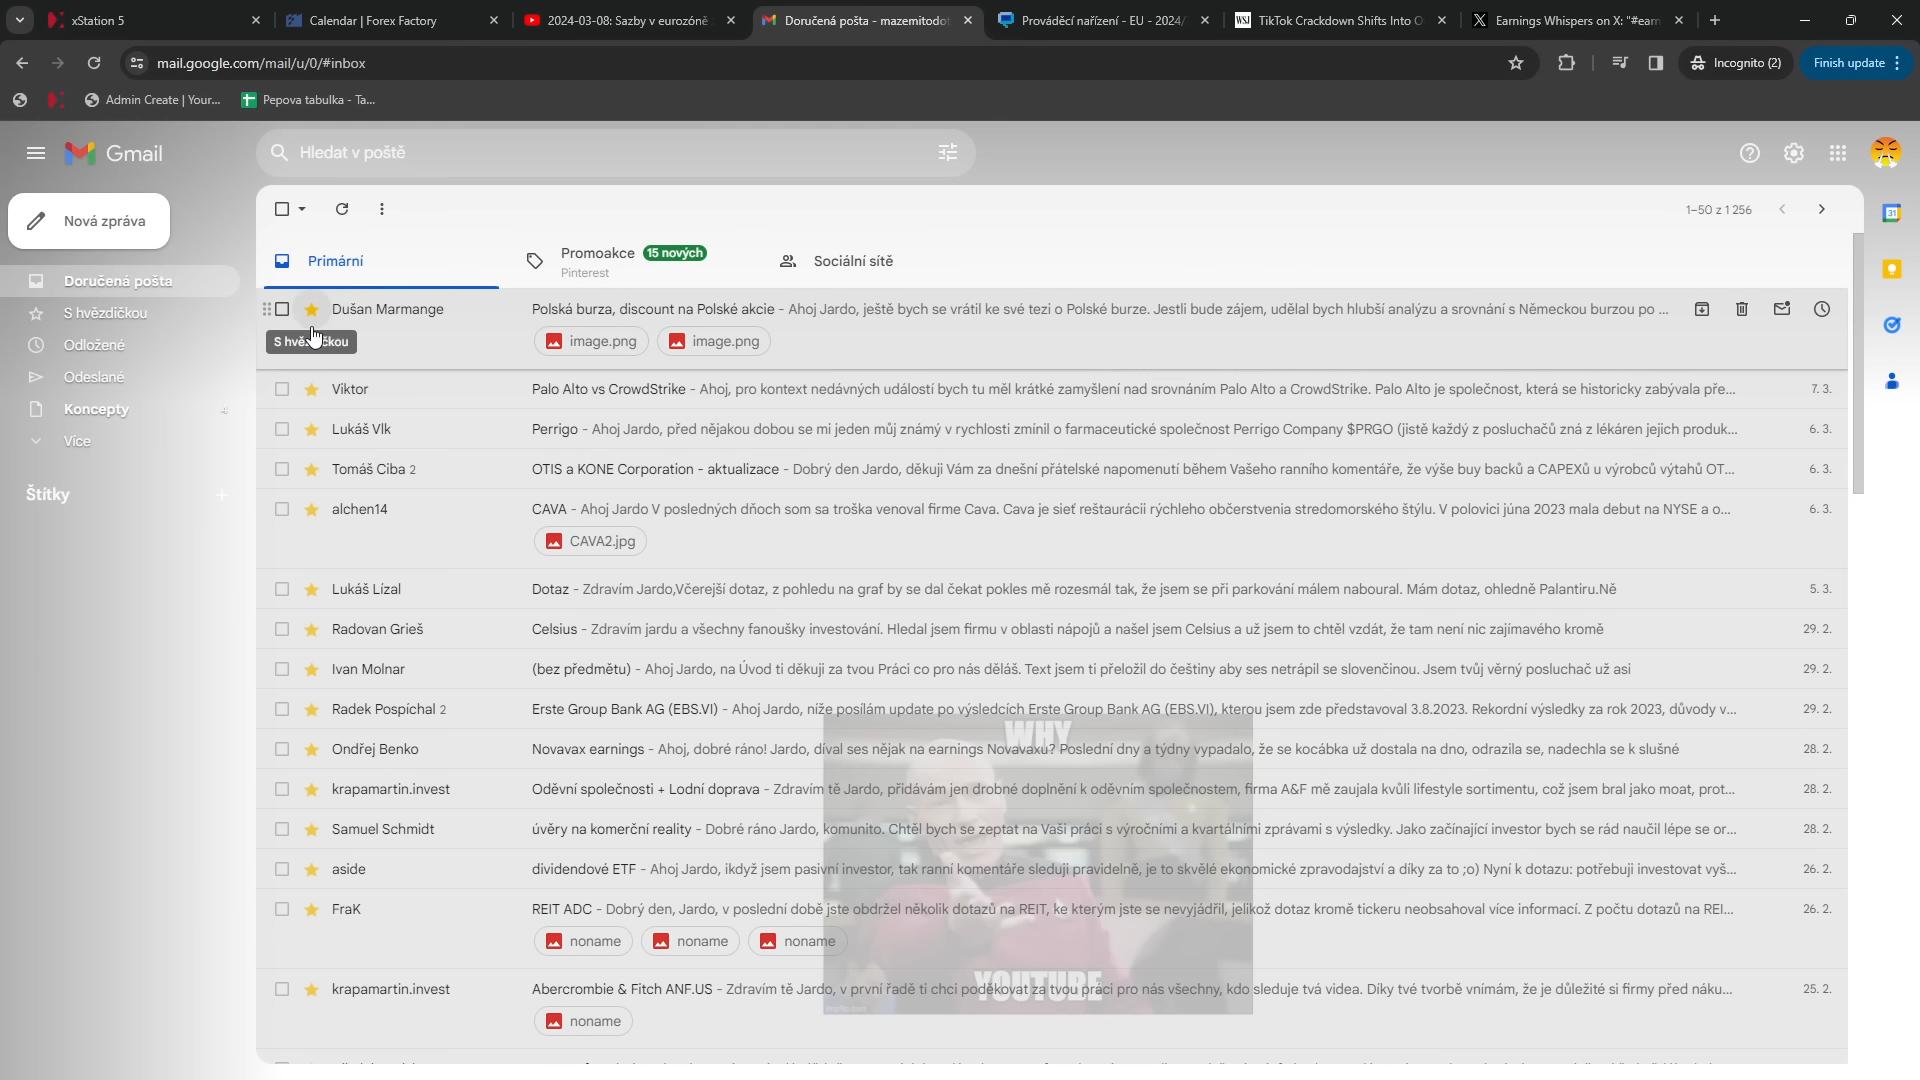 xStation 5
Calendar | Forex Factory
2024-03-08: Sazby v eurozóně
Doručená pošta - mazemitodot
Prováděcí nařízení - EU - 2024/
WSJ TikTok Crackdown Shifts Into O
Earnings Whispers on X: "#earn
mail.google.com/mail/u/0/#inbox
Incognito (2)
Finish update
Admin Create | Your...
Pepova tabulka - Ta...
Gmail
Hledat v poště
Nová zpráva
1–50 z 1 256
31
Primární
Promoakce 15 nových
Pinterest
Sociální sítě
Doručená pošta
S hvězdičkou
Odložené
Odeslané
Koncepty 4
Více
Štítky
Dušan Marmange Polská burza, discount na Polské akcie - Ahoj Jardo, ještě bych se vrátil ke své tezi o Polské burze. Jestli bude zájem, udělal bych hlubší analýzu a srovnání s Německou burzou po ...
image.png image.png
Viktor Palo Alto vs CrowdStrike - Ahoj, pro kontext nedávných událostí bych tu měl krátké zamyšlení nad srovnáním Palo Alto a CrowdStrike. Palo Alto je společnost, která se historicky zabývala pře... 7. 3.
Lukáš Vlk Perrigo - Ahoj Jardo, před nějakou dobou se mi jeden můj známý v rychlosti zmínil o farmaceutické společnost Perrigo Company $PRGO (jistě každý z posluchačů zná z lékáren jejich produk... 6. 3.
Tomáš Ciba 2 OTIS a KONE Corporation - aktualizace - Dobrý den Jardo, děkuji Vám za dnešní přátelské napomenutí během Vašeho ranního komentáře, že výše buy backů a CAPEXů u výrobců výtahů OT... 6. 3.
alchen14 CAVA - Ahoj Jardo V posledných dňoch som sa troška venoval firme Cava. Cava je sieť reštaurácii rýchleho občerstvenia stredomorského štýlu. V polovici júna 2023 mala debut na NYSE a o... 6. 3.
CAVA2.jpg
Lukáš Lízal Dotaz - Zdravím Jardo,Včerejší dotaz, z pohledu na graf by se dal čekat pokles mě rozesmál tak, že jsem se při parkování málem naboural. Mám dotaz, ohledně Palantiru.Ně 5. 3.
Radovan Grieš Celsius - Zdravím jardu a všechny fanoušky investování. Hledal jsem firmu v oblasti nápojů a našel jsem Celsius a už jsem to chtěl vzdát, že tam není nic zajímavého kromě 29. 2.
Ivan Molnar (bez předmětu) - Ahoj Jardo, na Úvod ti děkuji za tvou Práci co pro nás děláš. Text jsem ti přeložil do češtiny aby ses netrápil se slovenčinou. Jsem tvůj věrný posluchač už asi 29. 2.
Radek Pospíchal 2 Erste Group Bank AG (EBS.VI) - Ahoj Jardo, níže posílám update po výsledcích Erste Group Bank AG (EBS.VI), kterou jsem zde představoval 3.8.2023. Rekordní výsledky za rok 2023, důvody v... 29. 2.
WHY
Ondřej Benko Novavax earnings - Ahoj, dobré ráno! Jardo, díval ses nějak na earnings Novavaxu? Poslední dny a týdny vypadalo, že se kocábka už dostala na dno, odrazila se, nadechla se k slušné 28. 2.
krapamartin.invest Oděvní společnosti + Lodní doprava - Zdravím tě Jardo, přidávám jen drobné doplnění k oděvním společnostem, firma A&F mě zaujala kvůli lifestyle sortimentu, což jsem bral jako moat, prot... 28. 2.
Samuel Schmidt úvěry na komerční reality - Dobré ráno Jardo, komunito. Chtěl bych se zeptat na Vaši práci s výročními a kvartálními zprávami s výsledky. Jako začínající investor bych se rád naučil lépe se or... 28. 2.
aside dividendové ETF - Ahoj Jardo, ikdyž jsem pasivní investor, tak ranní komentáře sleduji pravidelně, je to skvělé ekonomické zpravodajství a díky za to ;o) Nyní k dotazu: potřebuji investovat vyš... 26. 2.
FraK REIT ADC - Dobrý den, Jardo, v poslední době jste obdržel několik dotazů na REIT, ke kterým jste se nevyjádřil, jelikož dotaz kromě tickeru neobsahoval více informací. Z počtu dotazů na REI... 26. 2.
noname noname noname
krapamartin.invest Abercrombie & Fitch ANF.US - Zdravím tě Jardo, v první řadě ti chci poděkovat za tvou práci pro nás všechny, kdo sleduje tvá videa. Díky tvé tvorbě vnímám, že je důležité si firmy před náku... 25. 2.
YOUTUBE
noname